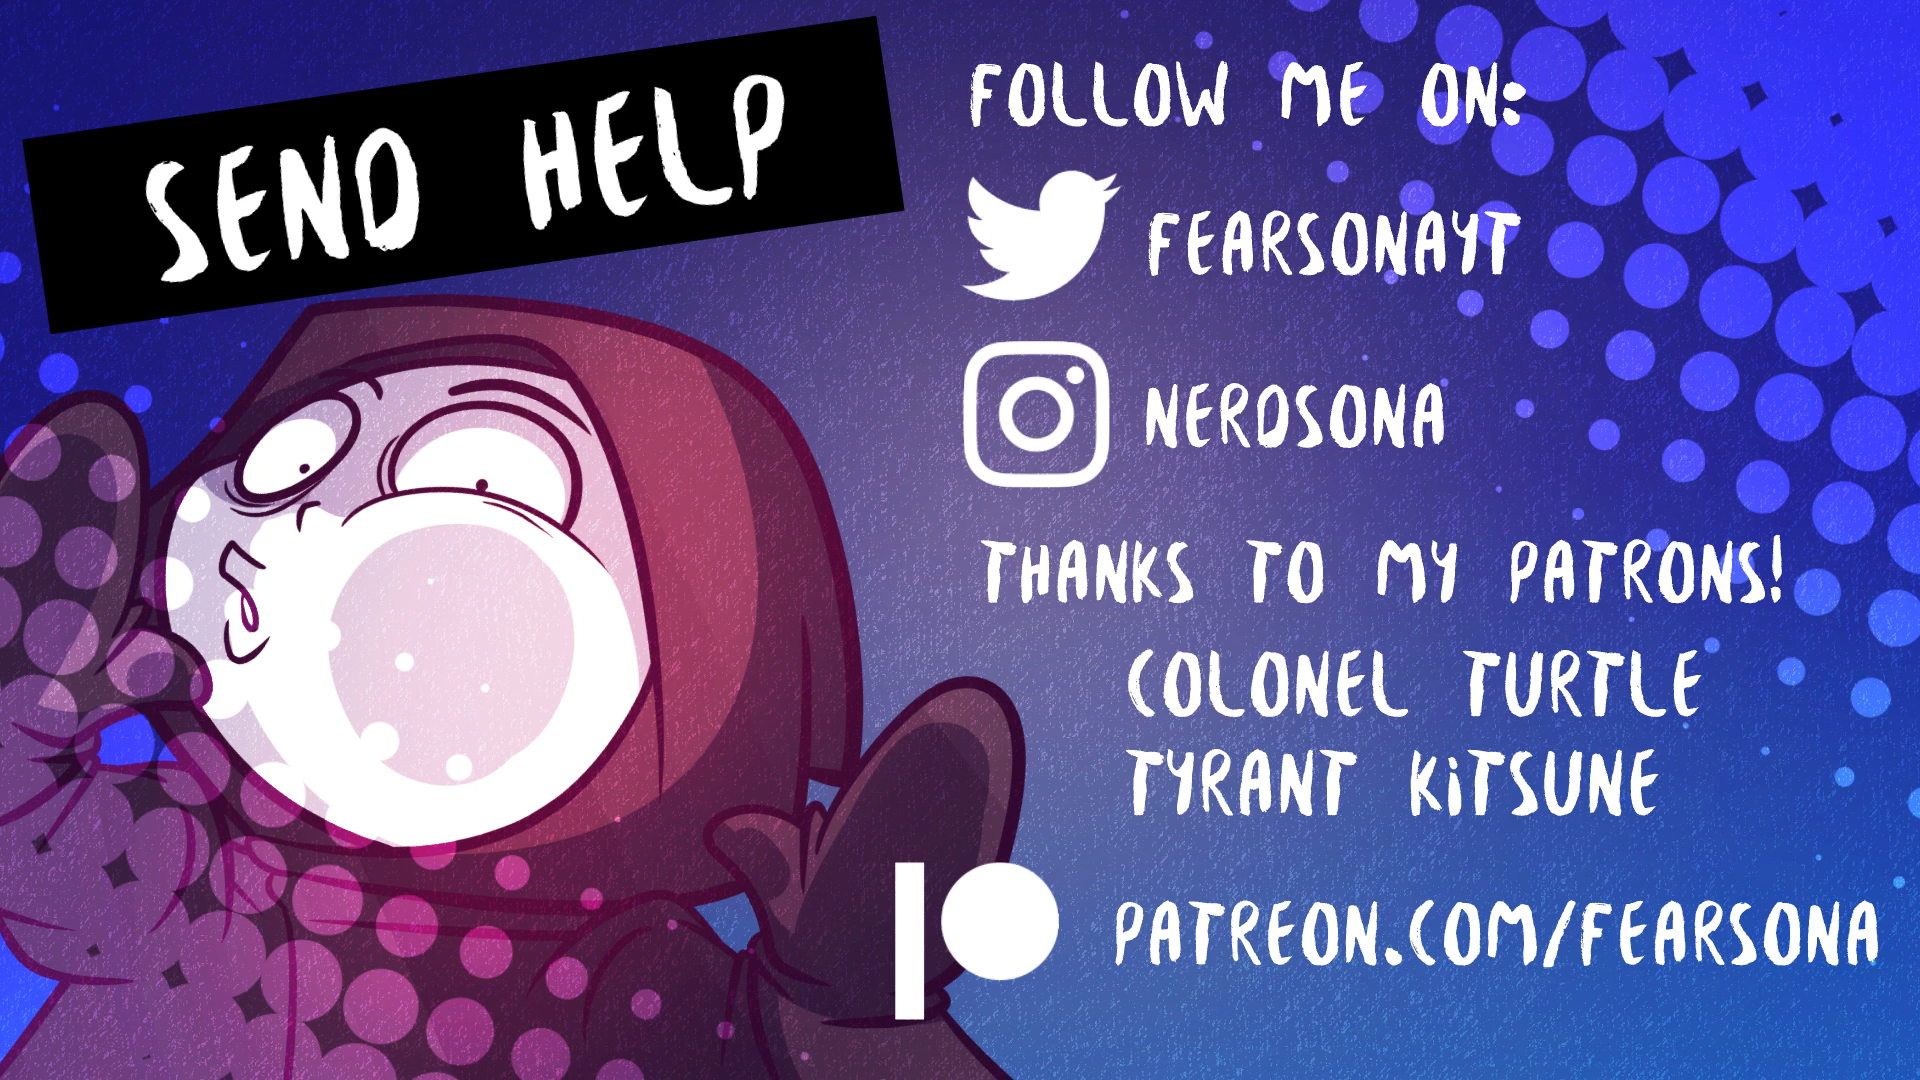 SEND HELP
FOLLOW ME ON:
FEARSONAYT
NERDSONA
THANKS TO MY PATRONS!
COLONEL TURTLE
TYRANT KiTSUNE
PATREON.COM/FEARSONA